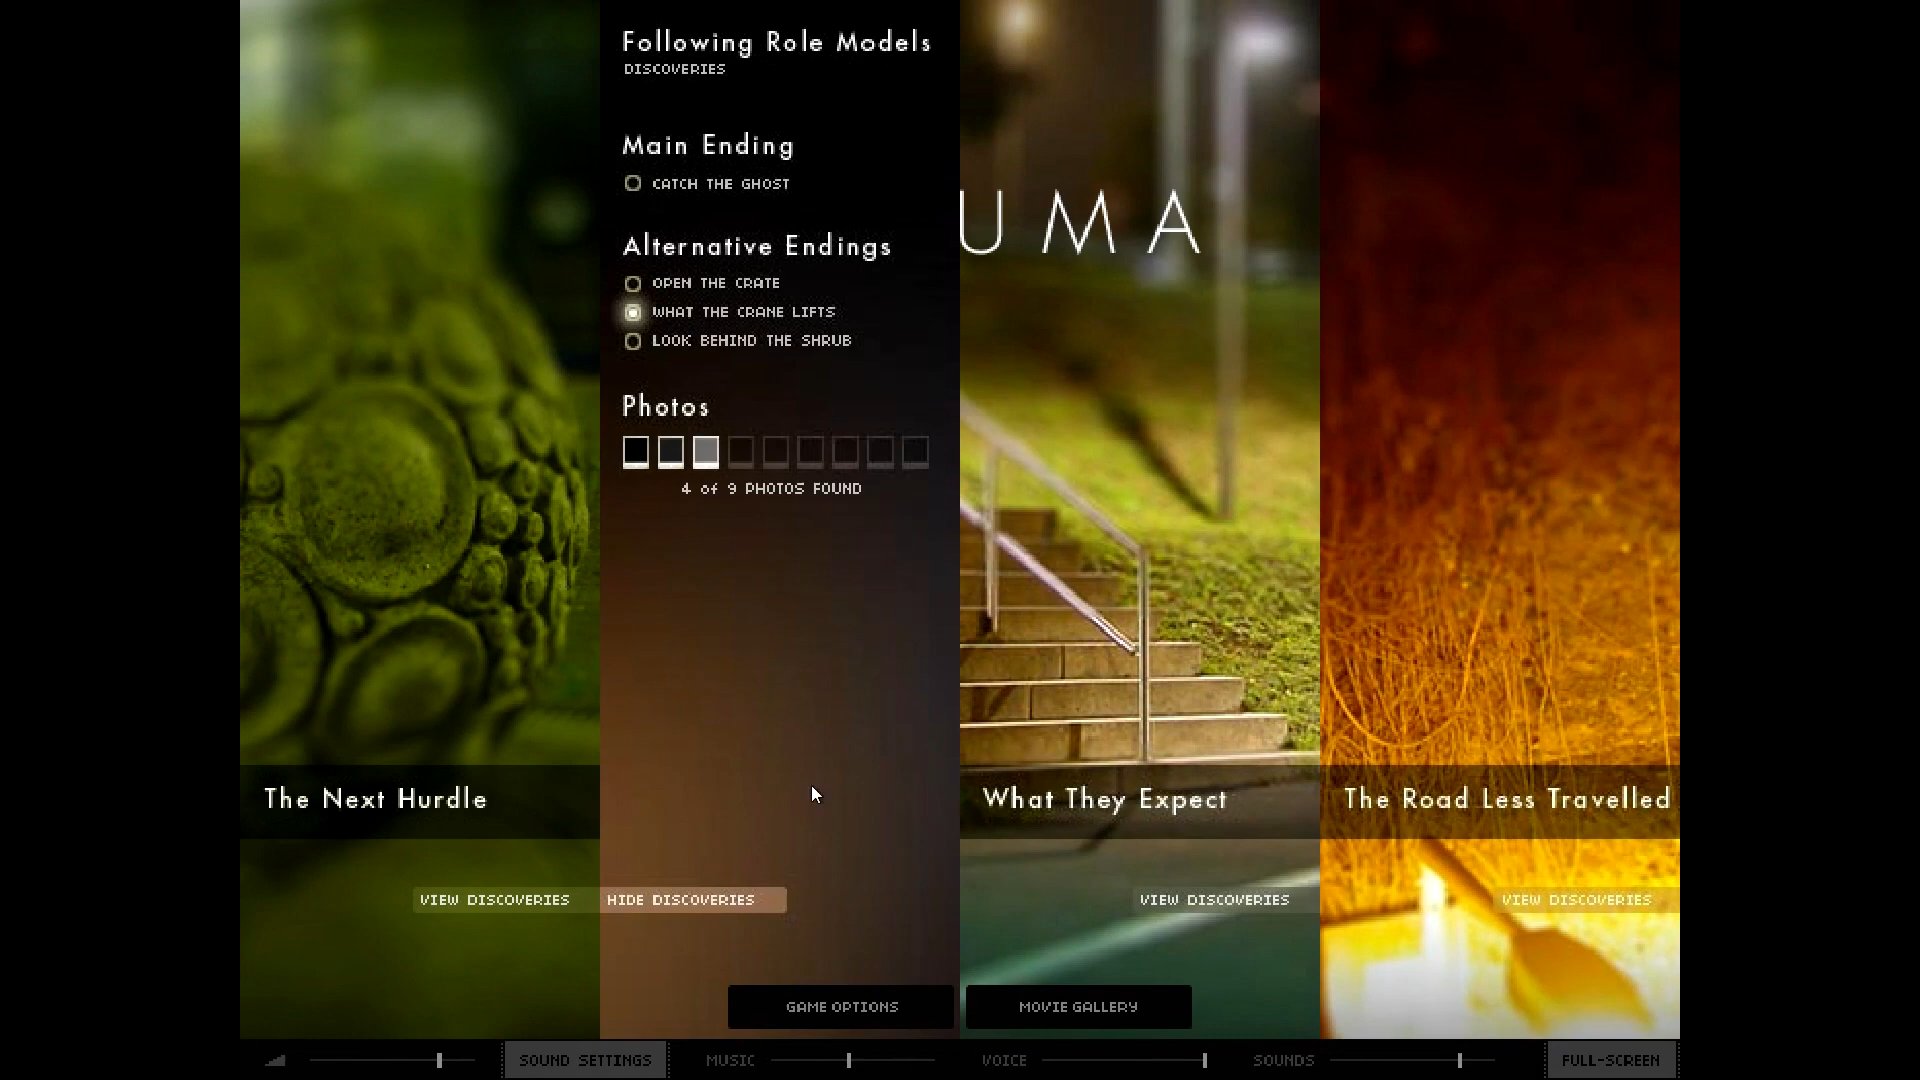 Following Role Models
DISCOVERIES
Main Ending
CATCH THE GHOST
Alternative Endings
OPEN THE CRATE
WHAT THE CRANE LIFTS
LOOK BEHIND THE SHRUB
Photos
4 of 9 PHOTOS FOUND
UMA
The Next Hurdle
What They Expect
The Road Less Travelled
VIEW DISCOVERIES
HIDE DISCOVERIES
VIEW DISCOVERIES
VIEW DISCOVERIES
GAME OPTIONS
MOVIE GALLERY
SOUND SETTINGS
MUSIC
VOICE
SOUNDS
FULL-SCREEN